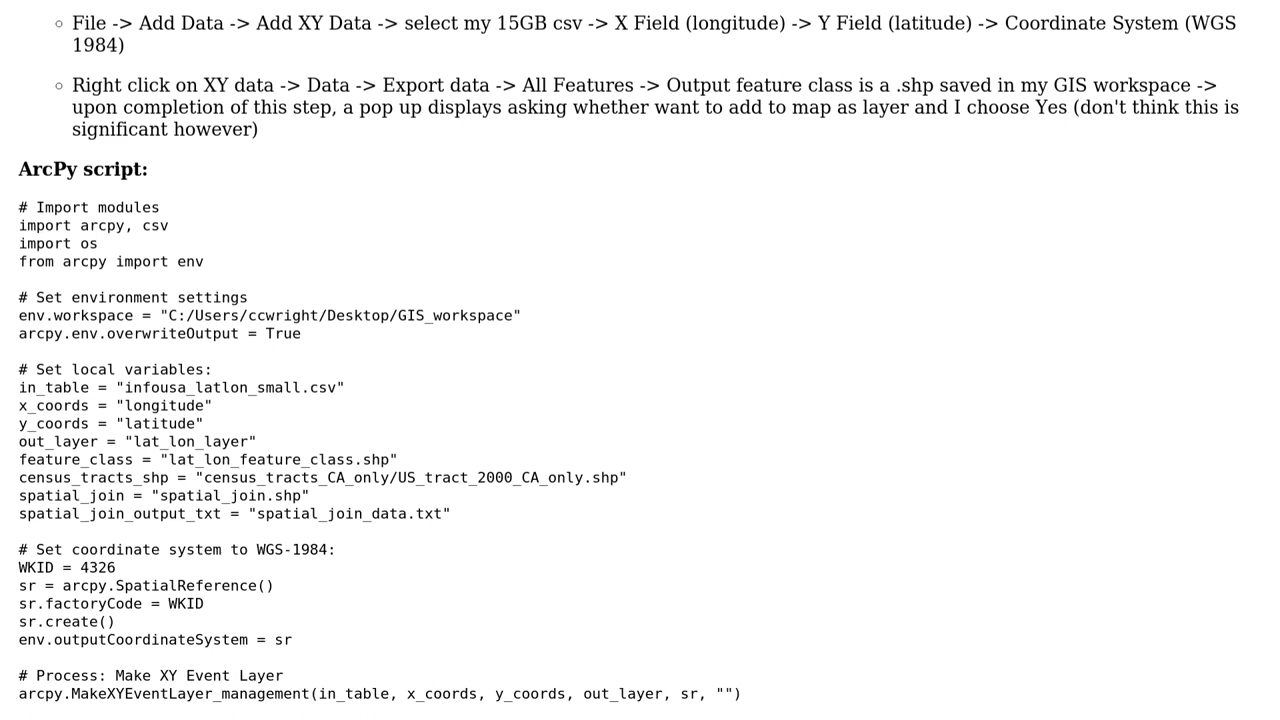 File -> Add Data -> Add XY Data -> select my 15GB csv -> X Field (longitude) -> Y Field (latitude) -> Coordinate System (WGS
1984)
Right click on XY data -> Data -> Export data -> All Features -> Output feature class is a .shp saved in my GIS workspace ->
upon completion of this step, a pop up displays asking whether want to add to map as layer and I choose Yes (don't think this is
significant however)
ArcPy script:
# Import modules
import arcpy, csv
import os
from arcpy import env
# Set environment settings
env.workspace = "C:/Users/ccwright/Desktop/GIS_workspace"
arcpy.env.overwriteOutput = True
# Set local variables:
in_table = "infousa_latlon_small.csv"
x_coords = "longitude"
y_coords = "latitude"
out_layer = "lat_lon_layer"
feature_class = "lat_lon_feature_class.shp"
census_tracts_shp = "census_tracts_CA_only/US_tract_2000_CA_only.shp"
spatial_join = "spatial_join.shp"
spatial_join_output_txt = "spatial_join_data.txt"
# Set coordinate system to WGS-1984:
WKID = 4326
sr = arcpy.SpatialReference()
sr.factoryCode = WKID
sr.create()
env.outputCoordinateSystem = sr
# Process: Make XY Event Layer
arcpy.MakeXYEventLayer_management(in_table, x_coords, y_coords, out_layer, sr, "")